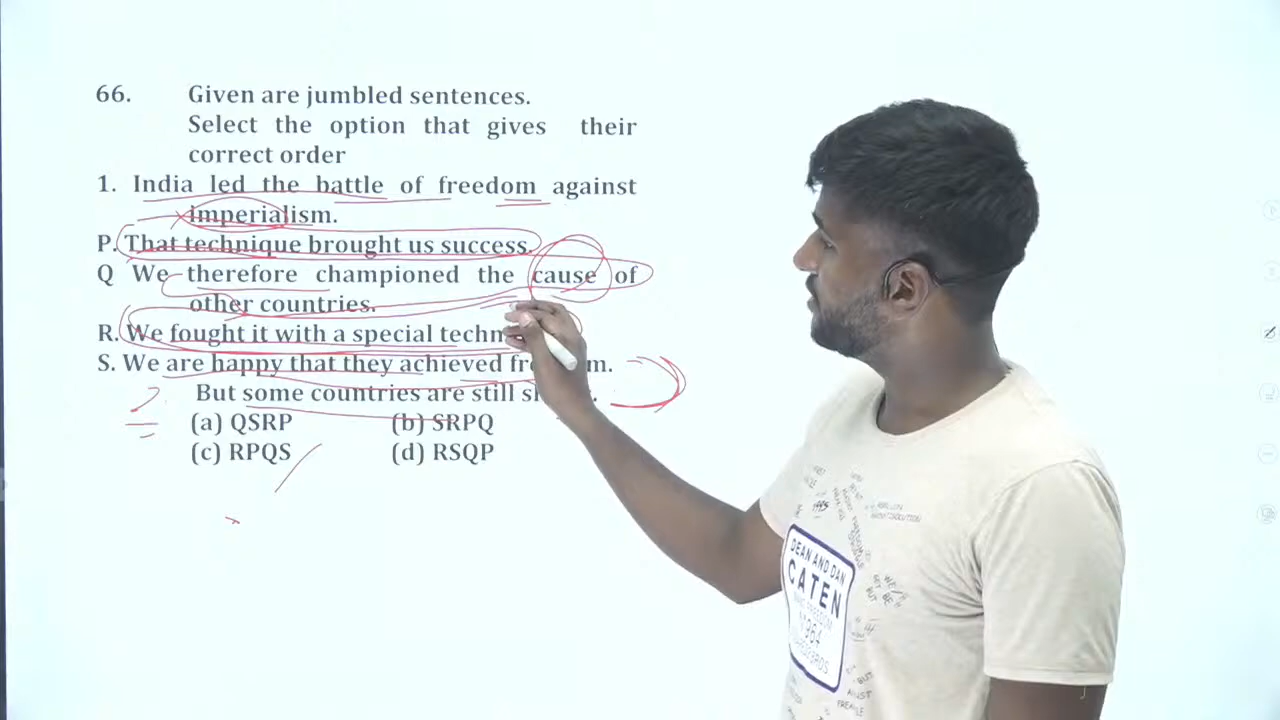 66. Given are jumbled sentences.
Select the option that gives their
correct order
1. India led the battle of freedom against
imperialism.
P. That technique brought us success.
Q We therefore championed the cause of
other countries.
R. We fought it with a special
S. We are happy that they achieved
But some countries are still
(a) QSRP (b) SRPQ
(c) RPQS (d) RSQP
DEAN AND DAN
CATEN